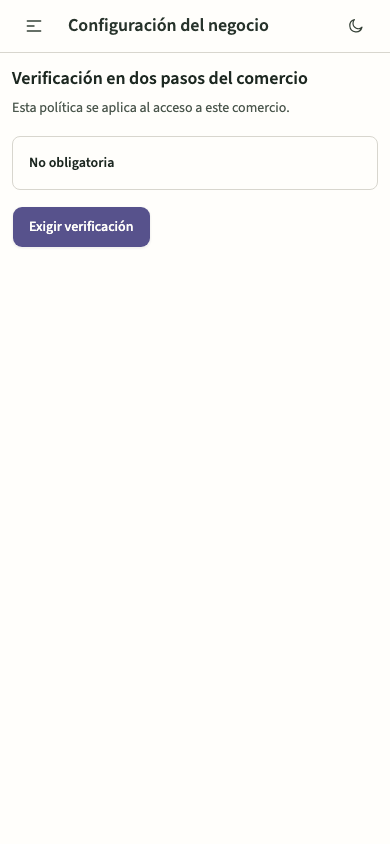 Configuración del negocio
Verificación en dos pasos del comercio
Esta política se aplica al acceso a este comercio.
No obligatoria
Exigir verificación